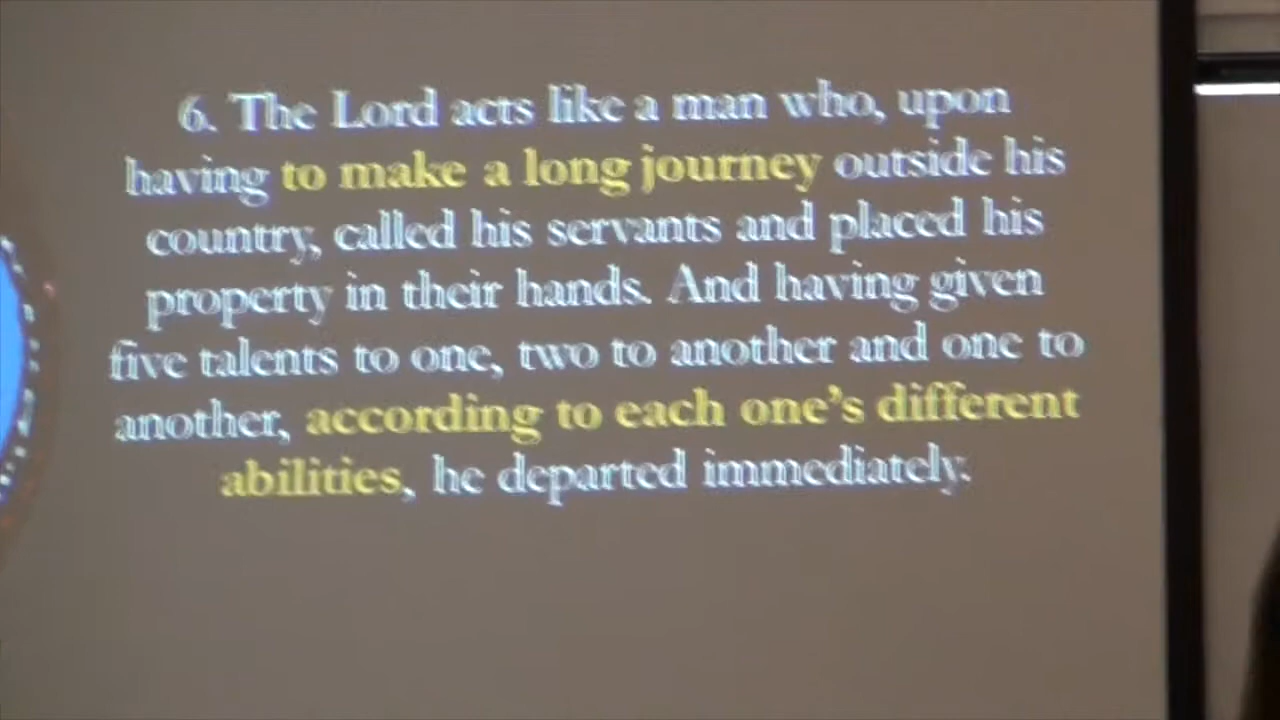 6. The Lord acts like a man who, upon
having to make a long journey outside his
country, called his servants and placed his
property in their hands. And having given
five talents to one, two to another and one to
another, according to each one's different
abilities, he departed immediately.